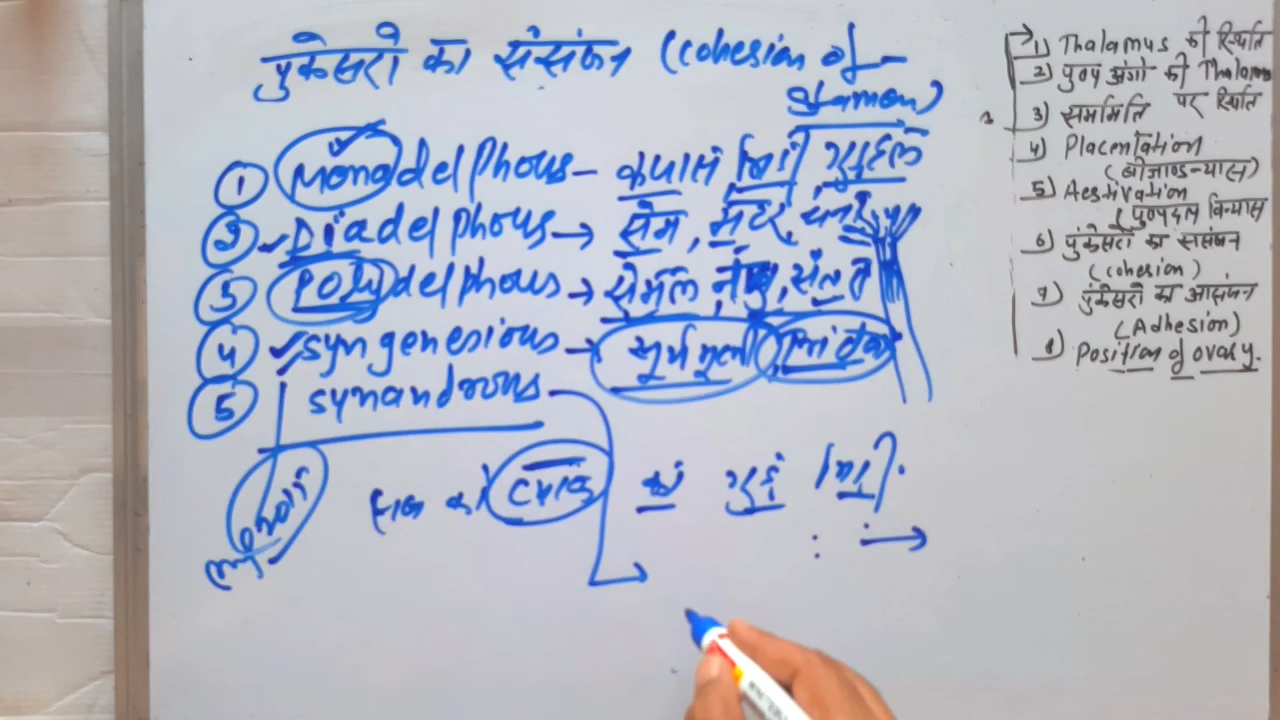 पुंकेसरों का संसंजन (Cohesion of -
stamen)
① Monadelphous - कपास भिंडी, गुड़हल
② Diadelphous → सेम, मटर, चना
③ Polydelphous → सेमल, नींबू, संतरा
④ syngenesious → सूर्यमुखी
⑤ synandrous
को
1) Thalamus की स्थिति
2) पुष्प अंगो की Thalamus
पर स्थिति
3) सममिति
4) Placentation
(बीजाण्डन्यास)
5) Aestivation
(पुष्पदल विन्यास
6) पुंकेसरों का संसंजन
(cohesion)
7) पुंकेसरों का आसंजन
(Adhesion)
8) Position of ovary.